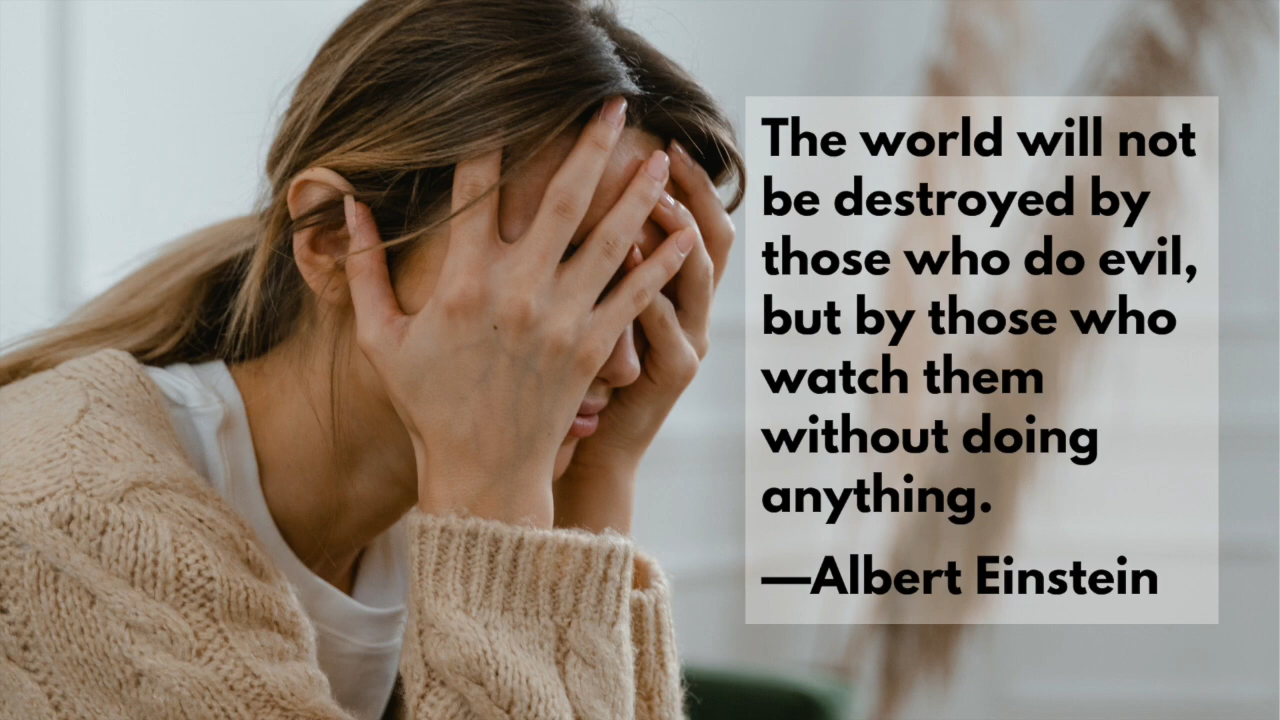 The world will not
be destroyed by
those who do evil,
but by those who
watch them
without doing
anything.
—Albert Einstein